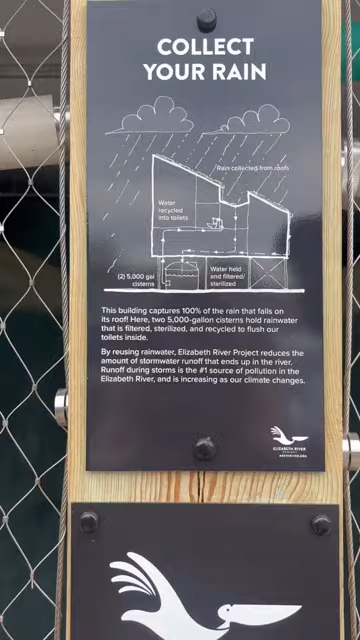 COLLECT
YOUR RAIN
Rain collected from roofs
Water
recycled
into toilets
(2) 5,000 gal
cisterns
Water held
and filtered/
sterilized
This building captures 100% of the rain that falls on
its roof! Here, two 5,000-gallon cisterns hold rainwater
that is filtered, sterilized, and recycled to flush our
toilets inside.
By reusing rainwater, Elizabeth River Project reduces the
amount of stormwater runoff that ends up in the river.
Runoff during storms is the #1 source of pollution in the
Elizabeth River, and is increasing as our climate changes.
ELIZABETH RIVER